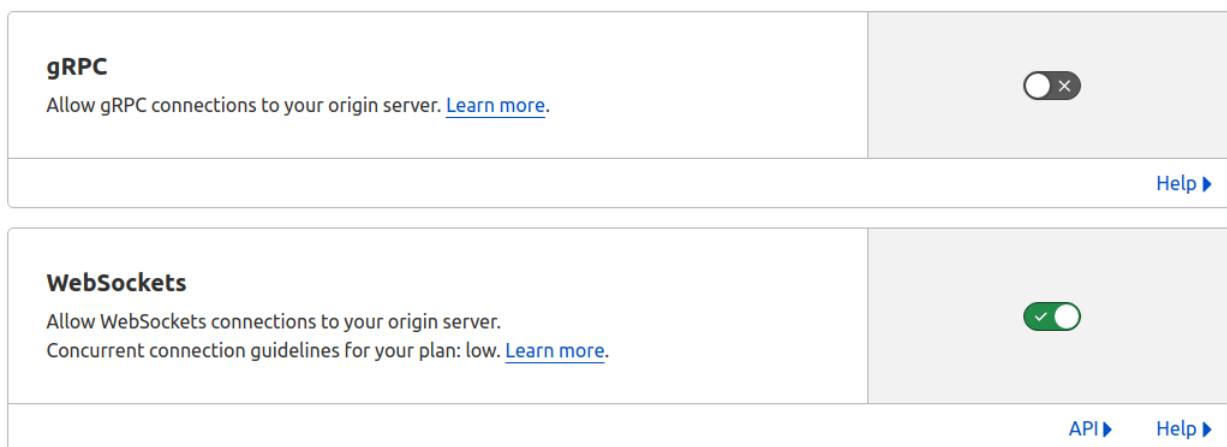 gRPC
Allow gRPC connections to your origin server. Learn more.
Help
WebSockets
Allow WebSockets connections to your origin server.
Concurrent connection guidelines for your plan: low. Learn more.
API Help